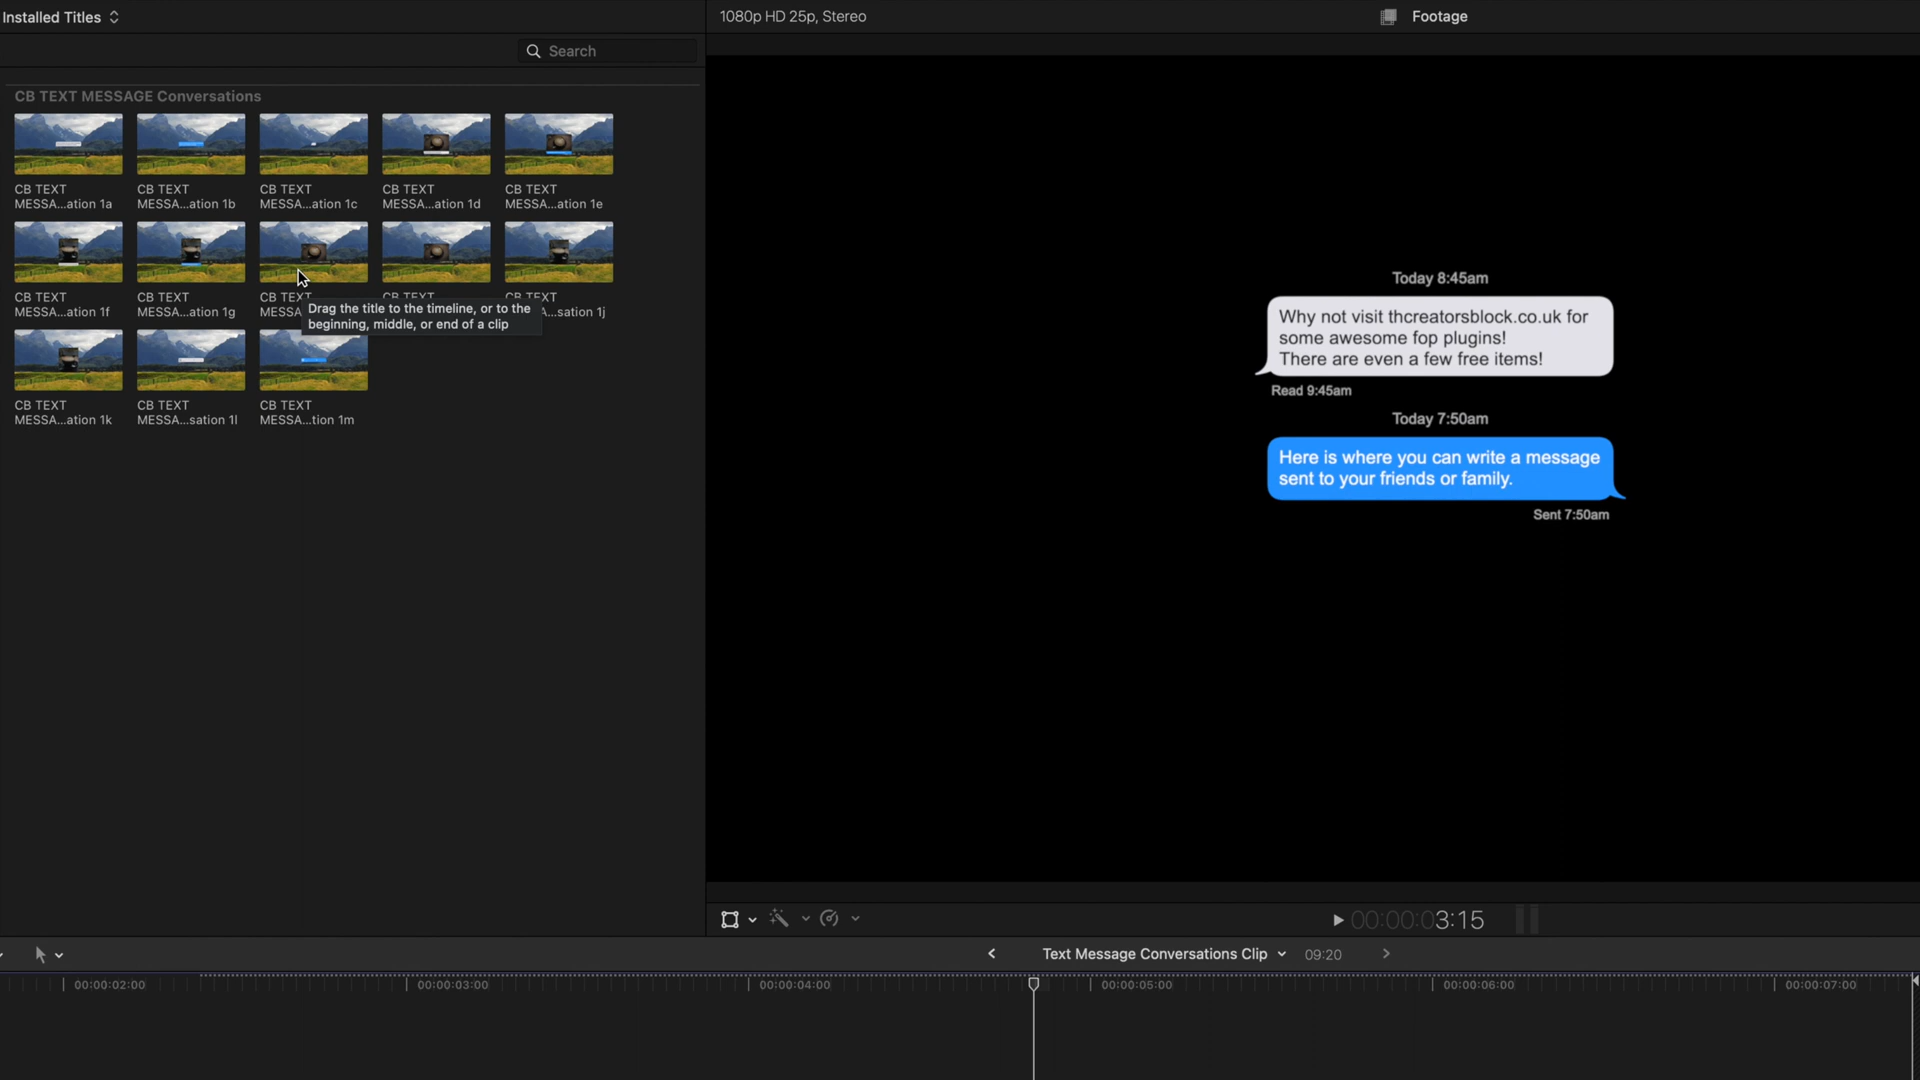 Installed Titles
1080p HD 25p, Stereo
Footage
Search
CB TEXT MESSAGE Conversations
CB TEXT
MESSA...ation 1a
CB TEXT
MESSA...ation 1b
CB TEXT
MESSA...ation 1c
CB TEXT
MESSA...ation 1d
CB TEXT
MESSA...ation 1e
CB TEXT
MESSA...ation 1f
CB TEXT
MESSA...ation 1g
CB TEXT
MESSA
CB TEXT
CB TEXT
...sation 1j
Drag the title to the timeline, or to the
beginning, middle, or end of a clip
CB TEXT
MESSA...ation 1k
CB TEXT
MESSA...sation 1l
CB TEXT
MESSA...tion 1m
Today 8:45am
Why not visit thcreatorsblock.co.uk for
some awesome fop plugins!
There are even a few free items!
Read 9:45am
Today 7:50am
Here is where you can write a message
sent to your friends or family.
Sent 7:50am
00:00:03:15
Text Message Conversations Clip
09:20
00:00:02:00
00:00:03:00
00:00:04:00
00:00:05:00
00:00:06:00
00:00:07:00